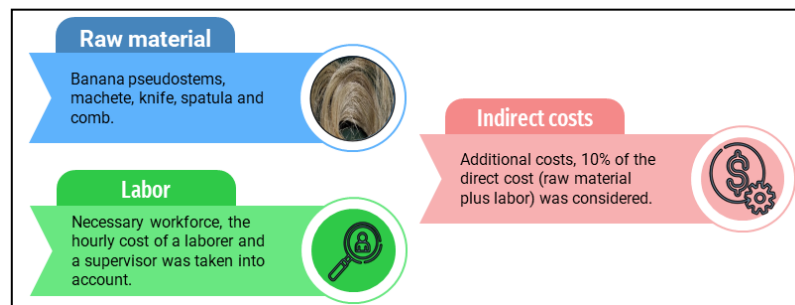 Raw material
Banana pseudostems,
machete, knife, spatula and
comb.
Indirect costs
Additional costs, 10% of the
direct cost (raw material
plus labor) was considered.
Labor
Necessary workforce, the
hourly cost of a laborer and
a supervisor was taken into
account.